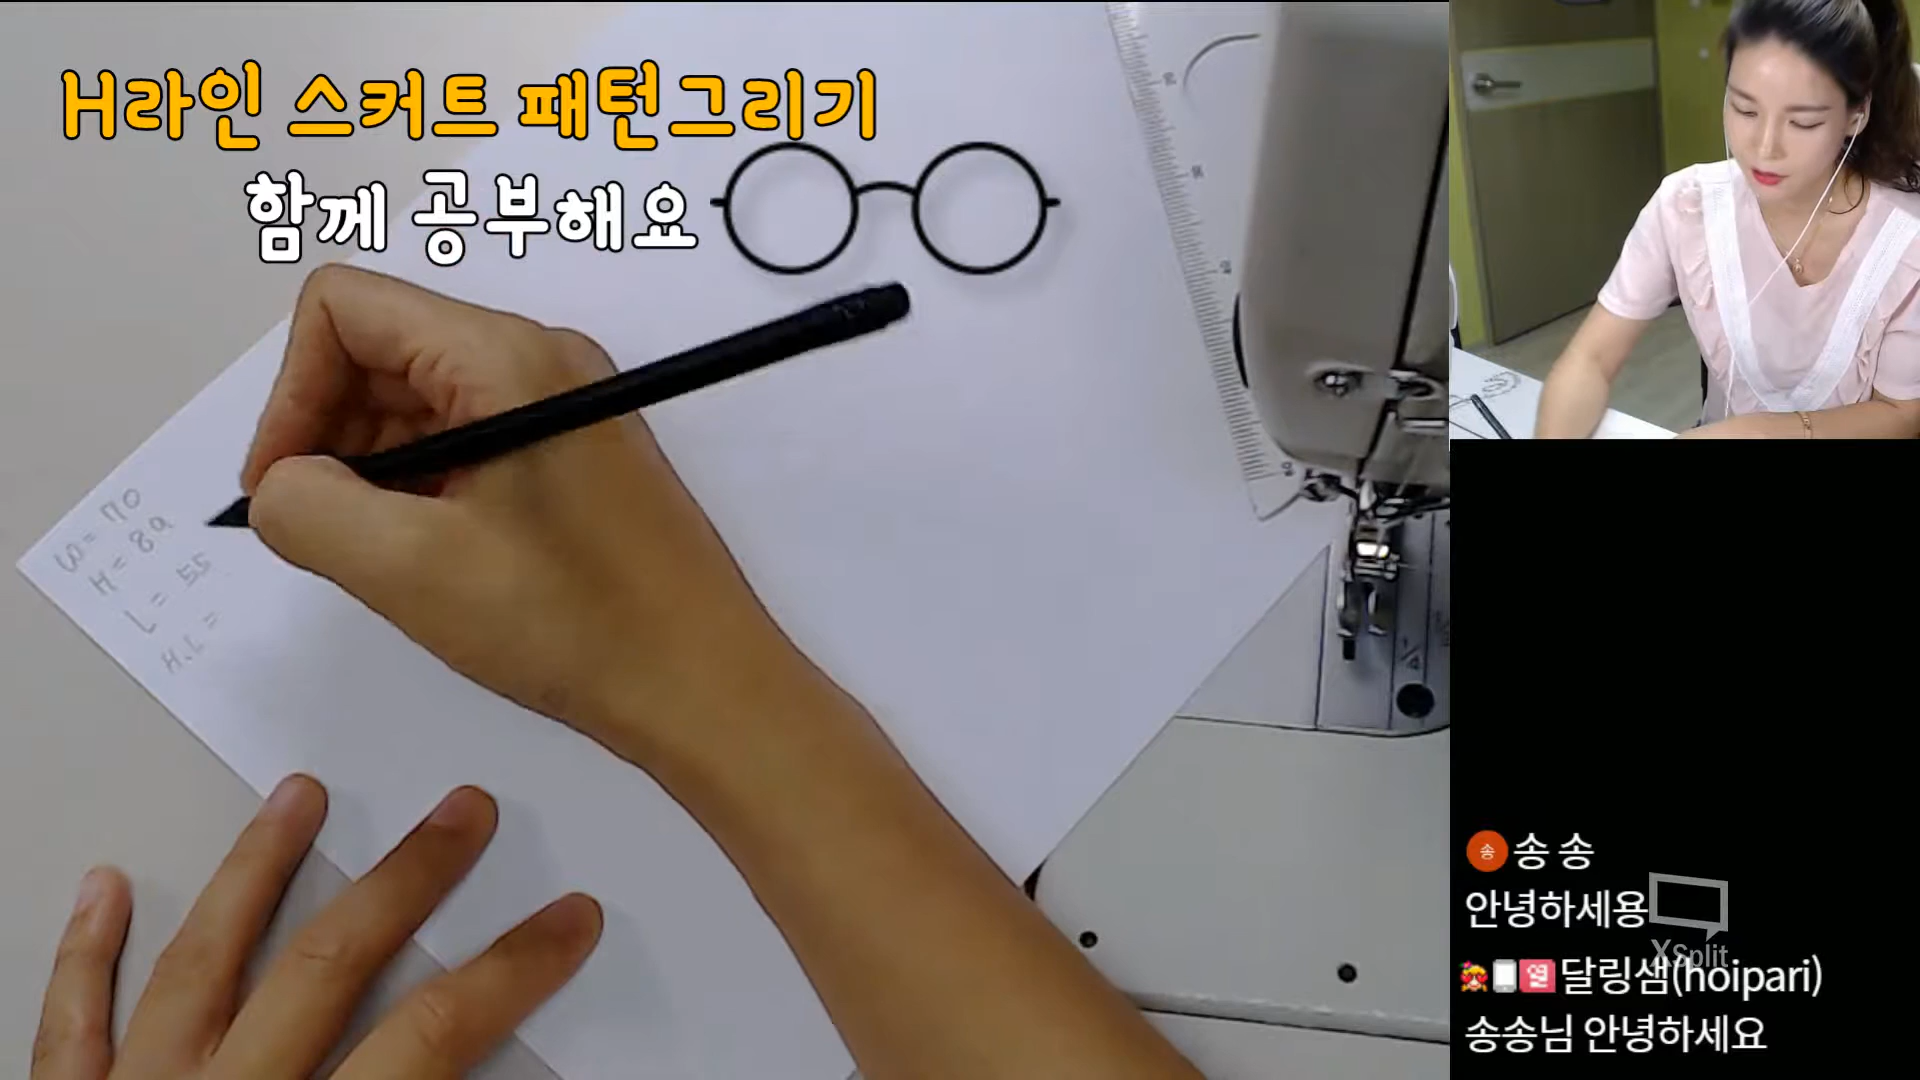 H라인 스커트 패턴그리기
함께 공부해요
W = 70
H = 89
L = 55
H.L =
송 송 송
안녕하세용
XSplit
열 달링샘(hoipari)
송송님 안녕하세요